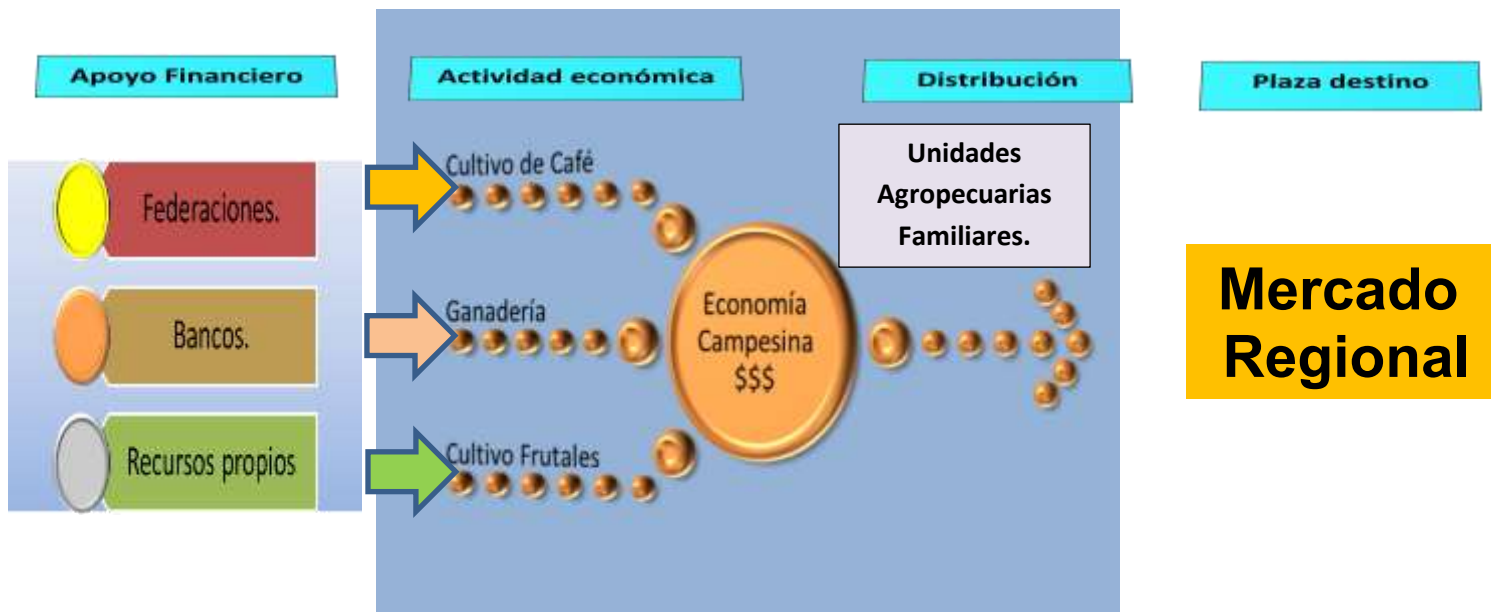 Apoyo Financiero
Actividad económica
Distribución
Plaza destino
Federaciones.
Bancos.
Recursos propios
Cultivo de Café
Ganadería
Cultivo Frutales
Economía
Campesina
$$$
Unidades
Agropecuarias
Familiares.
Mercado
Regional